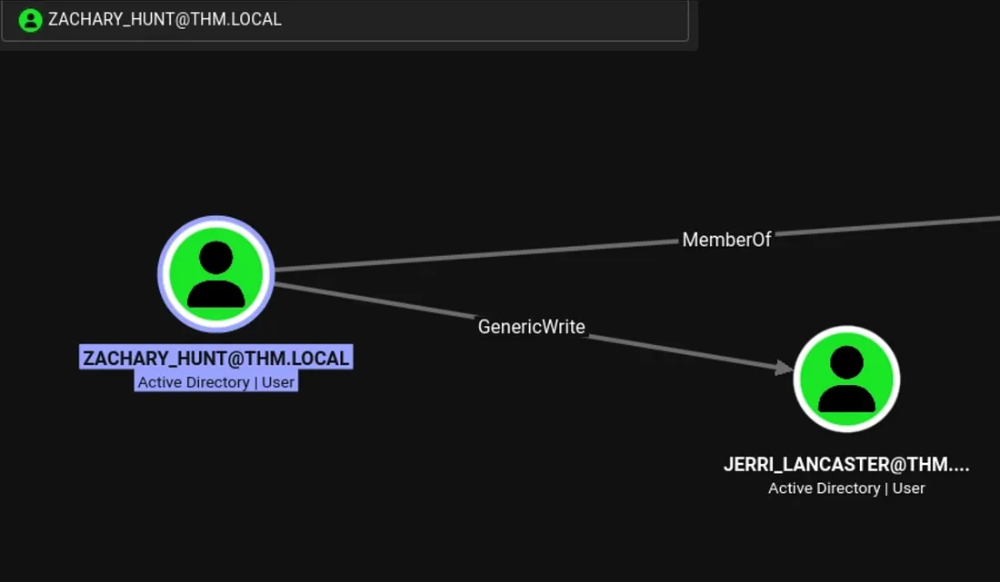 ZACHARY_HUNT@THM.LOCAL
MemberOf
GenericWrite
ZACHARY_HUNT@THM.LOCAL
Active Directory | User
JERRI_LANCASTER@THM....
Active Directory | User